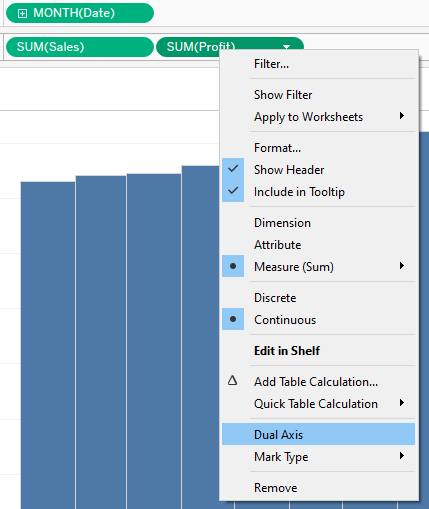 MONTH(Date)
SUM(Sales) SUM(Profit)
Filter...
Show Filter
Apply to Worksheets
Format...
Show Header
Include in Tooltip
Dimension
Attribute
Measure (Sum)
Discrete
Continuous
Edit in Shelf
Add Table Calculation...
Quick Table Calculation
Dual Axis
Mark Type
Remove